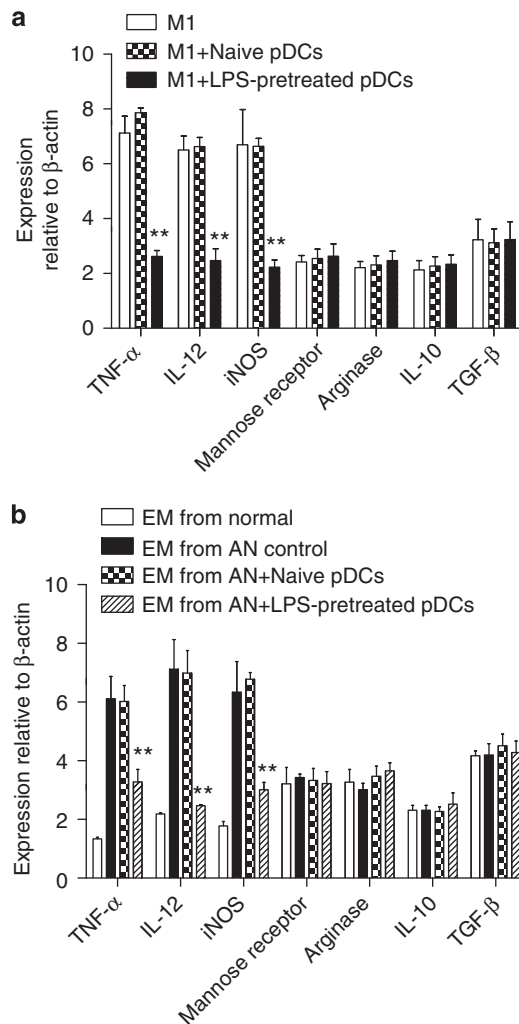 a
M1
M1+Naive pDCs
M1+LPS-pretreated pDCs
Expression
relative to β-actin
10
8
6
4
2
0
**
**
**
TNF-α
IL-12
iNOS
Mannose receptor
Arginase
IL-10
TGF-β
b
EM from normal
EM from AN control
EM from AN+Naive pDCs
EM from AN+LPS-pretreated pDCs
Expression relative to β-actin
10
8
6
4
2
0
**
**
**
TNF-α
IL-12
iNOS
Mannose receptor
Arginase
IL-10
TGF-β